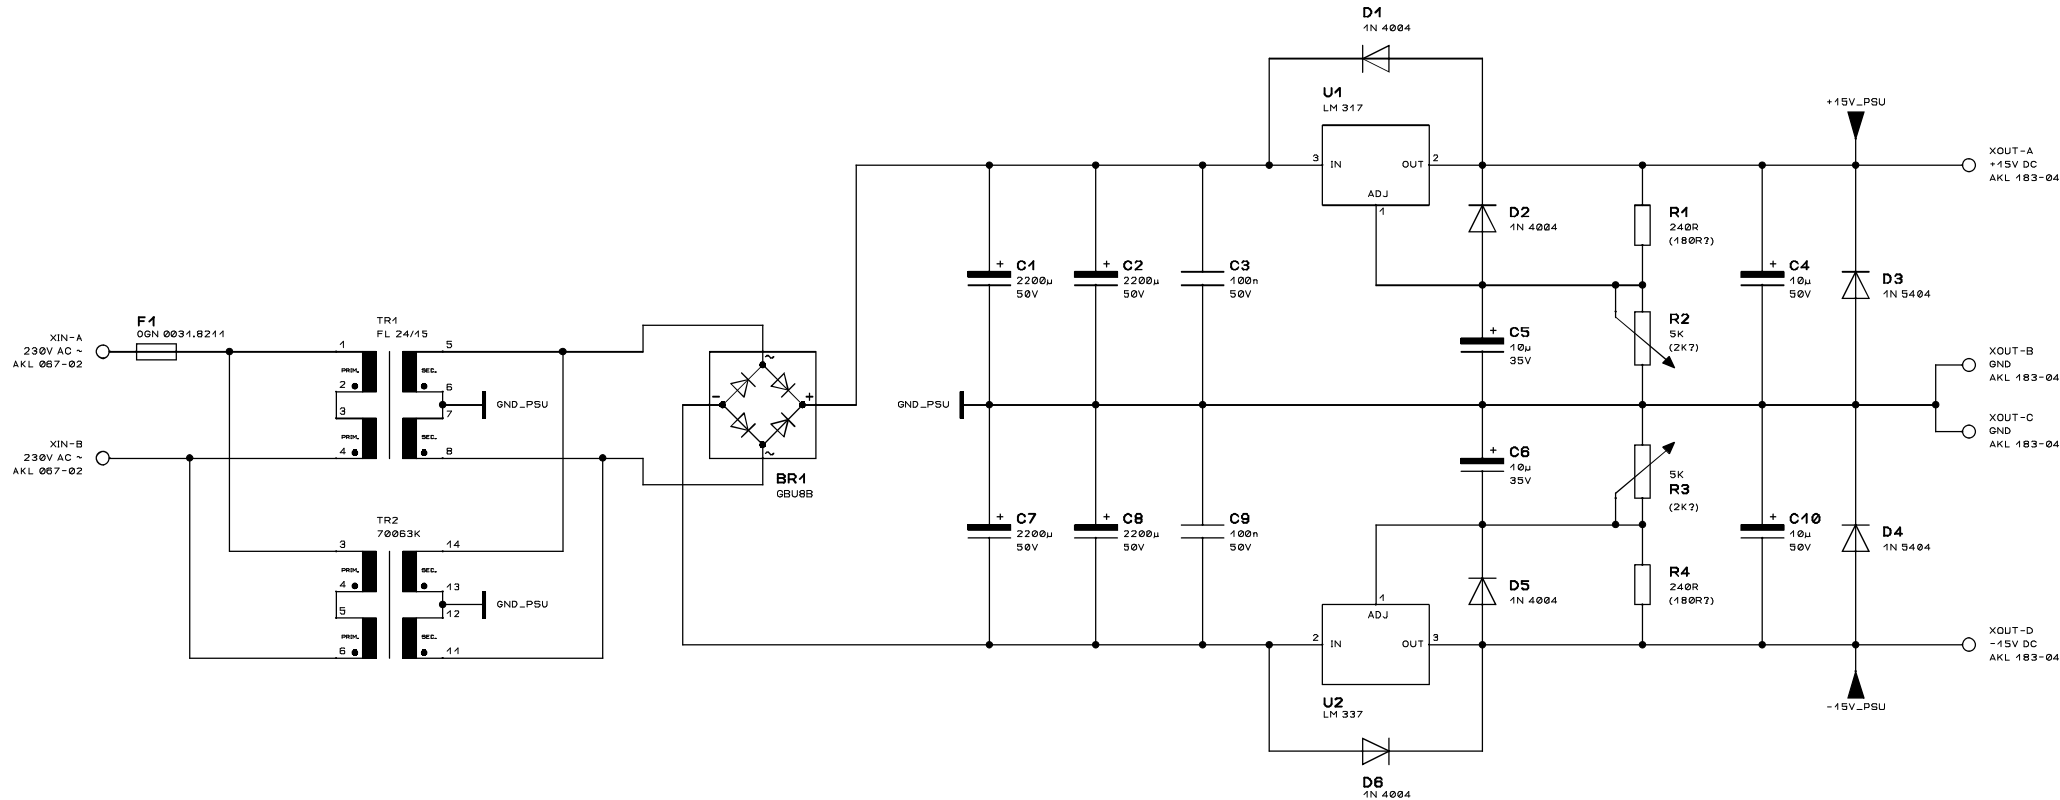 D1
1N 4004
U1
LM 317
3
IN
OUT
2
ADJ
1
+15V_PSU
XOUT-A
+15V DC
AKL 183-04
D2
1N 4004
R1
240R
(180R?)
+
C1
2200µ
50V
+
C2
2200µ
50V
C3
100n
50V
+
C4
10µ
50V
D3
1N 5404
F1
OGN 0031.8211
XIN-A
230V AC ~
AKL 067-02
TR1
FL 24/15
1
PRIM.
2
3
PRIM.
4
5
SEC.
6
7
SEC.
8
GND_PSU
XIN-B
230V AC ~
AKL 067-02
~
-
+
~
BR1
GBU8B
GND_PSU
+
C5
10µ
35V
R2
5K
(2K?)
XOUT-B
GND
AKL 183-04
XOUT-C
GND
AKL 183-04
+
C6
10µ
35V
5K
R3
(2K?)
TR2
70063K
3
PRIM.
4
5
PRIM.
6
14
SEC.
13
12
SEC.
11
GND_PSU
+
C7
2200µ
50V
+
C8
2200µ
50V
C9
100n
50V
+
C10
10µ
50V
D4
1N 5404
D5
1N 4004
R4
240R
(180R?)
1
ADJ
2
IN
OUT
3
U2
LM 337
XOUT-D
-15V DC
AKL 183-04
-15V_PSU
D6
1N 4004